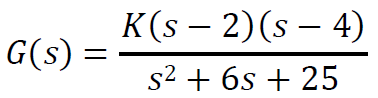 G(s) = K(s − 2)(s − 4) / s² + 6s + 25